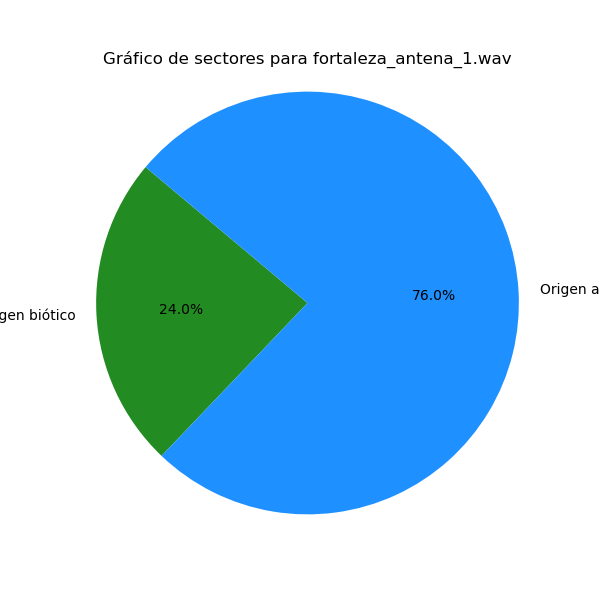 Gráfico de sectores para fortaleza_antena_1.wav
76.0%
Origen a
24.0%
gen biótico